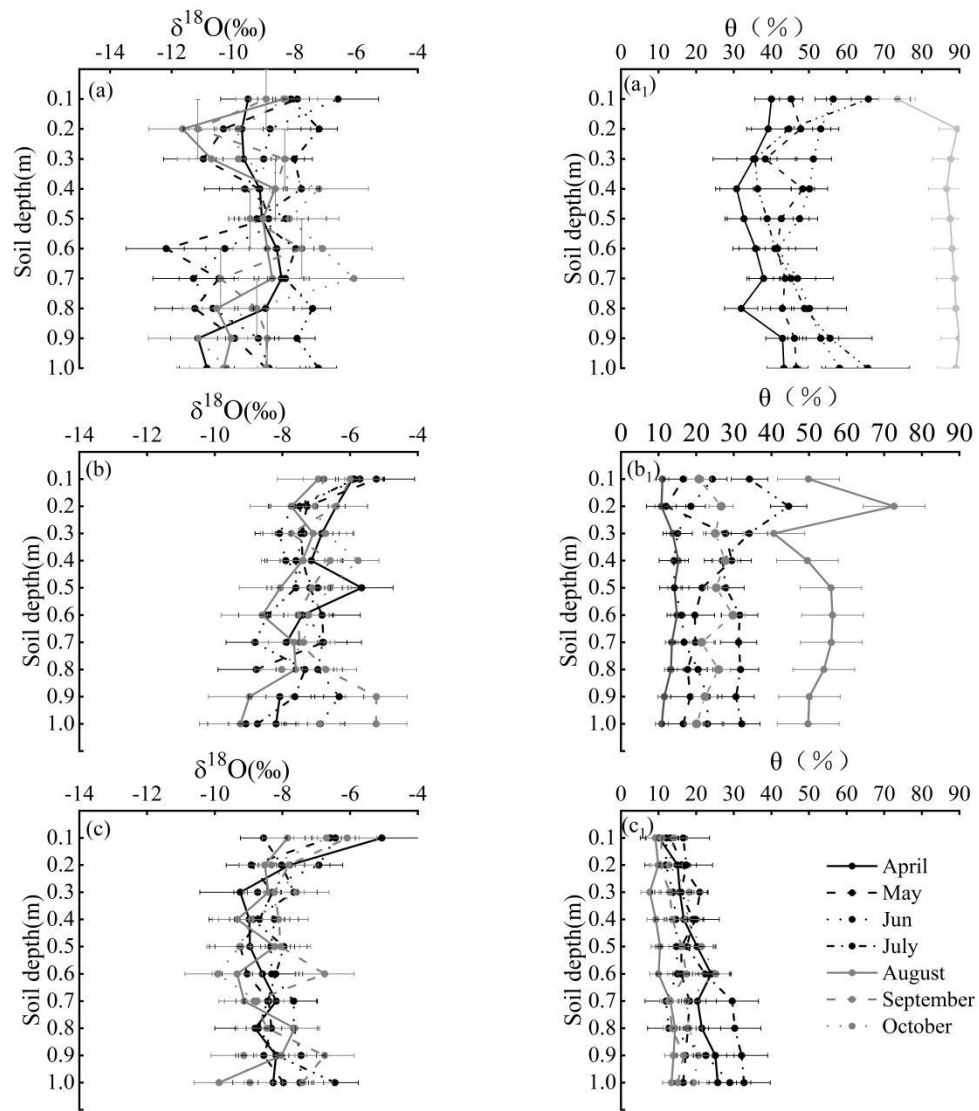 δ¹⁸O(‰)
-14 -12 -10 -8 -6 -4
(a)
Soil depth(m)
0.1
0.2
0.3
0.4
0.5
0.6
0.7
0.8
0.9
1.0
θ ( % )
0 10 20 30 40 50 60 70 80 90
(a₁)
Soil depth(m)
0.1
0.2
0.3
0.4
0.5
0.6
0.7
0.8
0.9
1.0
δ¹⁸O(‰)
-14 -12 -10 -8 -6 -4
(b)
Soil depth(m)
0.1
0.2
0.3
0.4
0.5
0.6
0.7
0.8
0.9
1.0
θ ( % )
0 10 20 30 40 50 60 70 80 90
(b₁)
Soil depth(m)
0.1
0.2
0.3
0.4
0.5
0.6
0.7
0.8
0.9
1.0
δ¹⁸O(‰)
-14 -12 -10 -8 -6 -4
(c)
Soil depth(m)
0.1
0.2
0.3
0.4
0.5
0.6
0.7
0.8
0.9
1.0
θ ( % )
0 10 20 30 40 50 60 70 80 90
(c₁)
Soil depth(m)
0.1
0.2
0.3
0.4
0.5
0.6
0.7
0.8
0.9
1.0
April
May
Jun
July
August
September
October